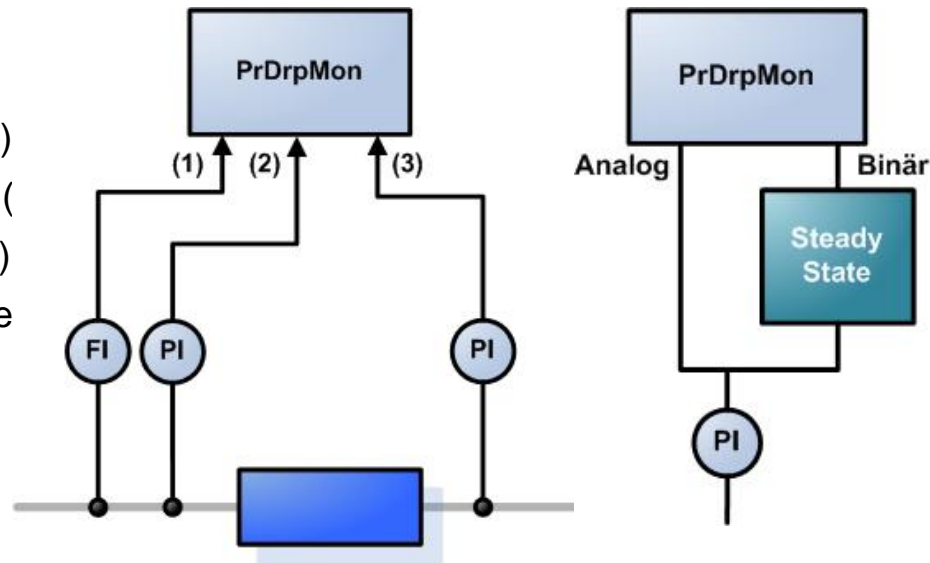 PrDrpMon
(1)
(2)
(3)
FI
PI
PI
)
(
)
e
PrDrpMon
Analog
Binär
Steady
State
PI